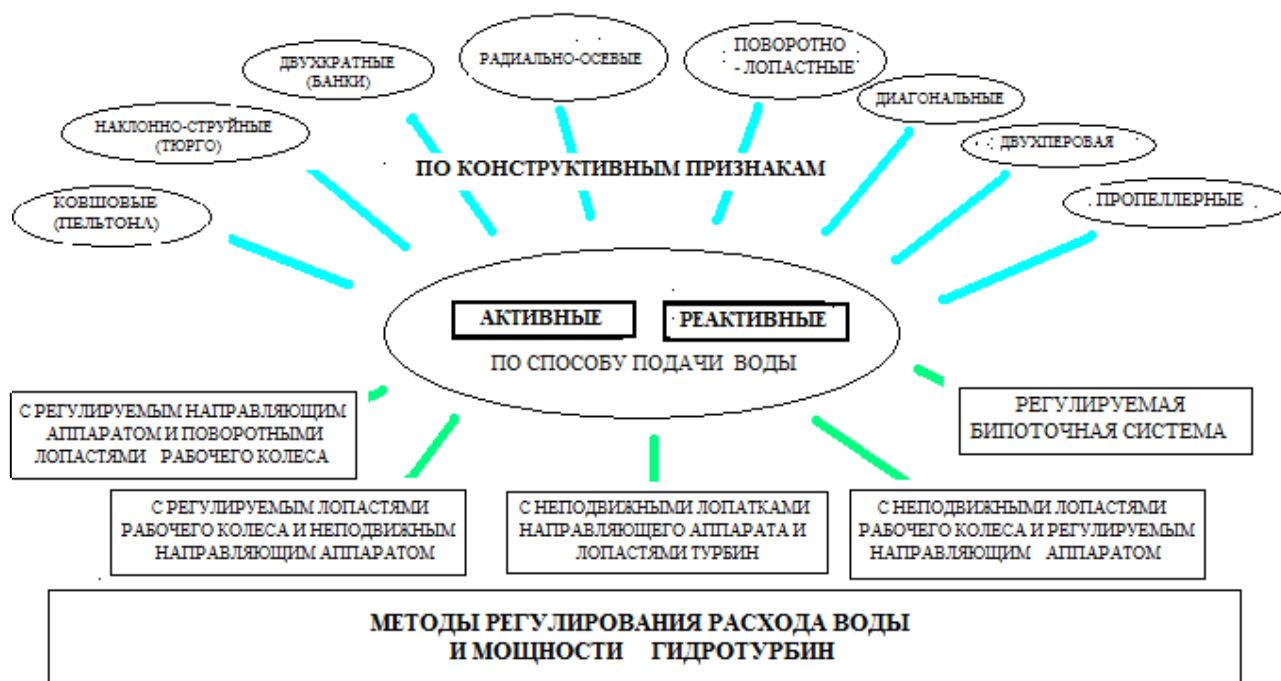 ПОВОРОТНО
- ЛОПАСТНЫЕ
ДВУХКРАТНЫЕ
(БАНКИ)
РАДИАЛЬНО-ОСЕВЫЕ
ДИАГОНАЛЬНЫЕ
НАКЛОННО-СТРУЙНЫЕ
(ТЮРГО)
ДВУХПЕРОВАЯ
ПО КОНСТРУКТИВНЫМ ПРИЗНАКАМ
КОВШОВЫЕ
(ПЕЛЬТОНА)
ПРОПЕЛЛЕРНЫЕ
АКТИВНЫЕ
РЕАКТИВНЫЕ
ПО СПОСОБУ ПОДАЧИ ВОДЫ
С РЕГУЛИРУЕМЫМ НАПРАВЛЯЮЩИМ
АППАРАТОМ И ПОВОРОТНЫМИ
ЛОПАСТЯМИ РАБОЧЕГО КОЛЕСА
РЕГУЛИРУЕМАЯ
БИПОТОЧНАЯ СИСТЕМА
С РЕГУЛИРУЕМЫМ ЛОПАСТЯМИ
РАБОЧЕГО КОЛЕСА И НЕПОДВИЖНЫМ
НАПРАВЛЯЮЩИМ АППАРАТОМ
С НЕПОДВИЖНЫМИ ЛОПАТКАМИ
НАПРАВЛЯЮЩЕГО АППАРАТА И
ЛОПАСТЯМИ ТУРБИН
С НЕПОДВИЖНЫМИ ЛОПАСТЯМИ
РАБОЧЕГО КОЛЕСА И РЕГУЛИРУЕМЫМ
НАПРАВЛЯЮЩИМ АППАРАТОМ
МЕТОДЫ РЕГУЛИРОВАНИЯ РАСХОДА ВОДЫ
И МОЩНОСТИ ГИДРОТУРБИН